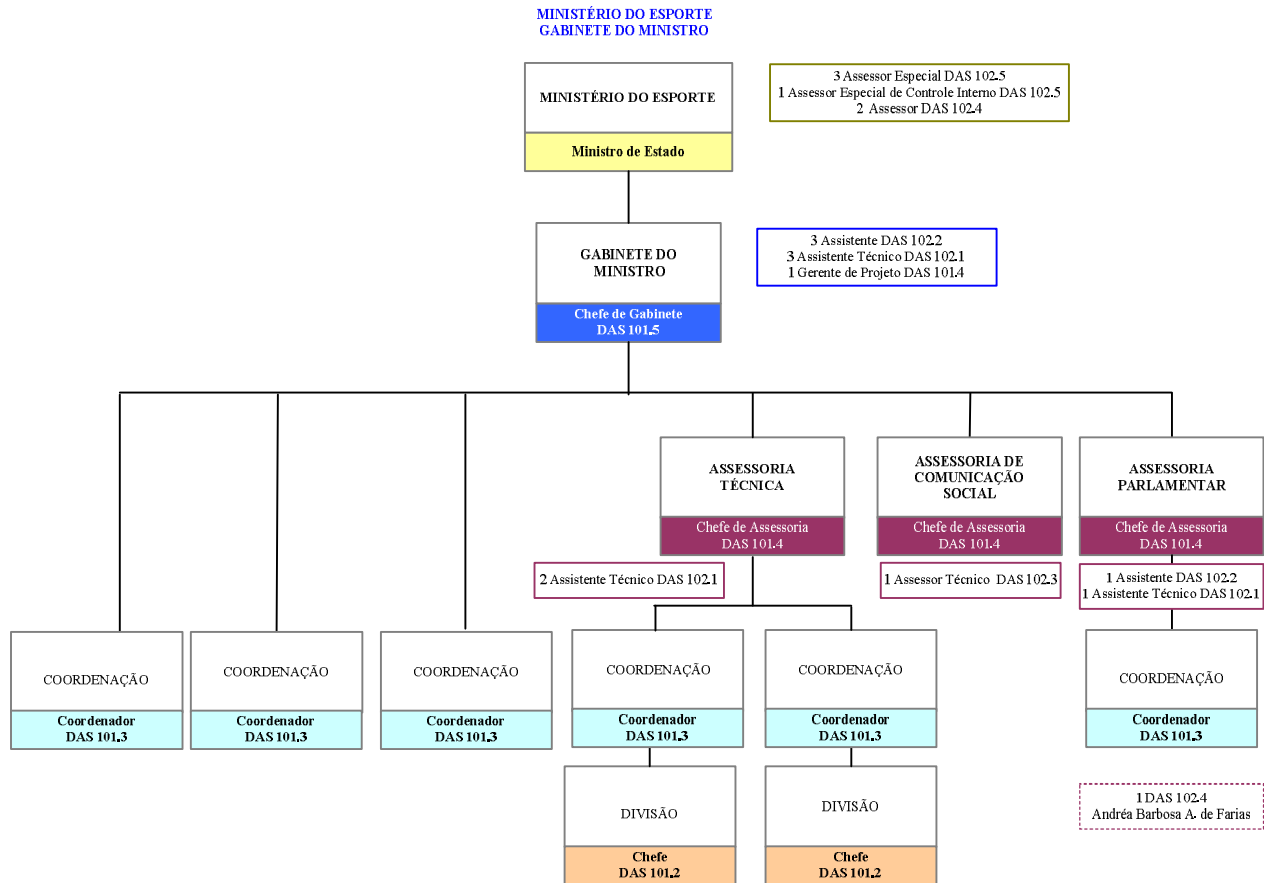 MINISTÉRIO DO ESPORTE
GABINETE DO MINISTRO
MINISTÉRIO DO ESPORTE
Ministro de Estado
3 Assessor Especial DAS 102.5
1 Assessor Especial de Controle Interno DAS 102.5
2 Assessor DAS 102.4
GABINETE DO
MINISTRO
Chefe de Gabinete
DAS 101.5
3 Assistente DAS 102.2
3 Assistente Técnico DAS 102.1
1 Gerente de Projeto DAS 101.4
ASSESSORIA
TÉCNICA
Chefe de Assessoria
DAS 101.4
ASSESSORIA DE
COMUNICAÇÃO
SOCIAL
Chefe de Assessoria
DAS 101.4
ASSESSORIA
PARLAMENTAR
Chefe de Assessoria
DAS 101.4
2 Assistente Técnico DAS 102.1
1 Assessor Técnico DAS 102.3
1 Assistente DAS 102.2
1 Assistente Técnico DAS 102.1
COORDENAÇÃO
Coordenador
DAS 101.3
COORDENAÇÃO
Coordenador
DAS 101.3
COORDENAÇÃO
Coordenador
DAS 101.3
COORDENAÇÃO
Coordenador
DAS 101.3
COORDENAÇÃO
Coordenador
DAS 101.3
COORDENAÇÃO
Coordenador
DAS 101.3
DIVISÃO
Chefe
DAS 101.2
DIVISÃO
Chefe
DAS 101.2
1 DAS 102.4
Andréa Barbosa A. de Farias